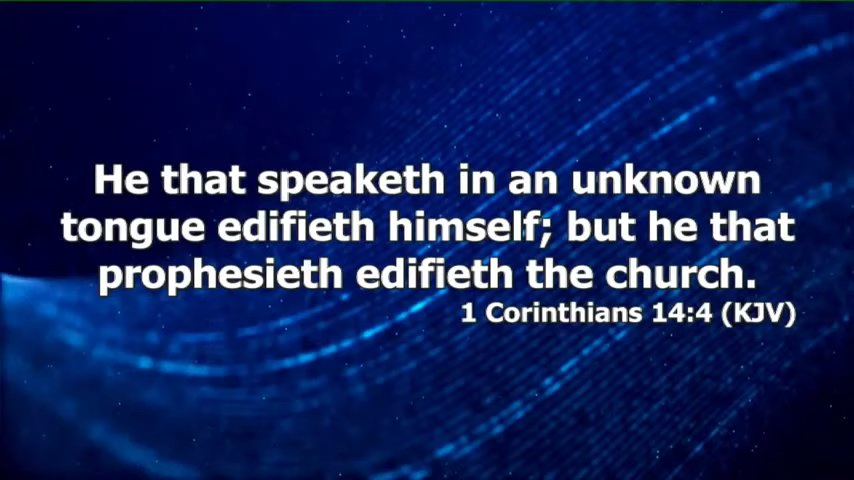 He that speaketh in an unknown
tongue edifieth himself; but he that
prophesieth edifieth the church.
1 Corinthians 14:4 (KJV)